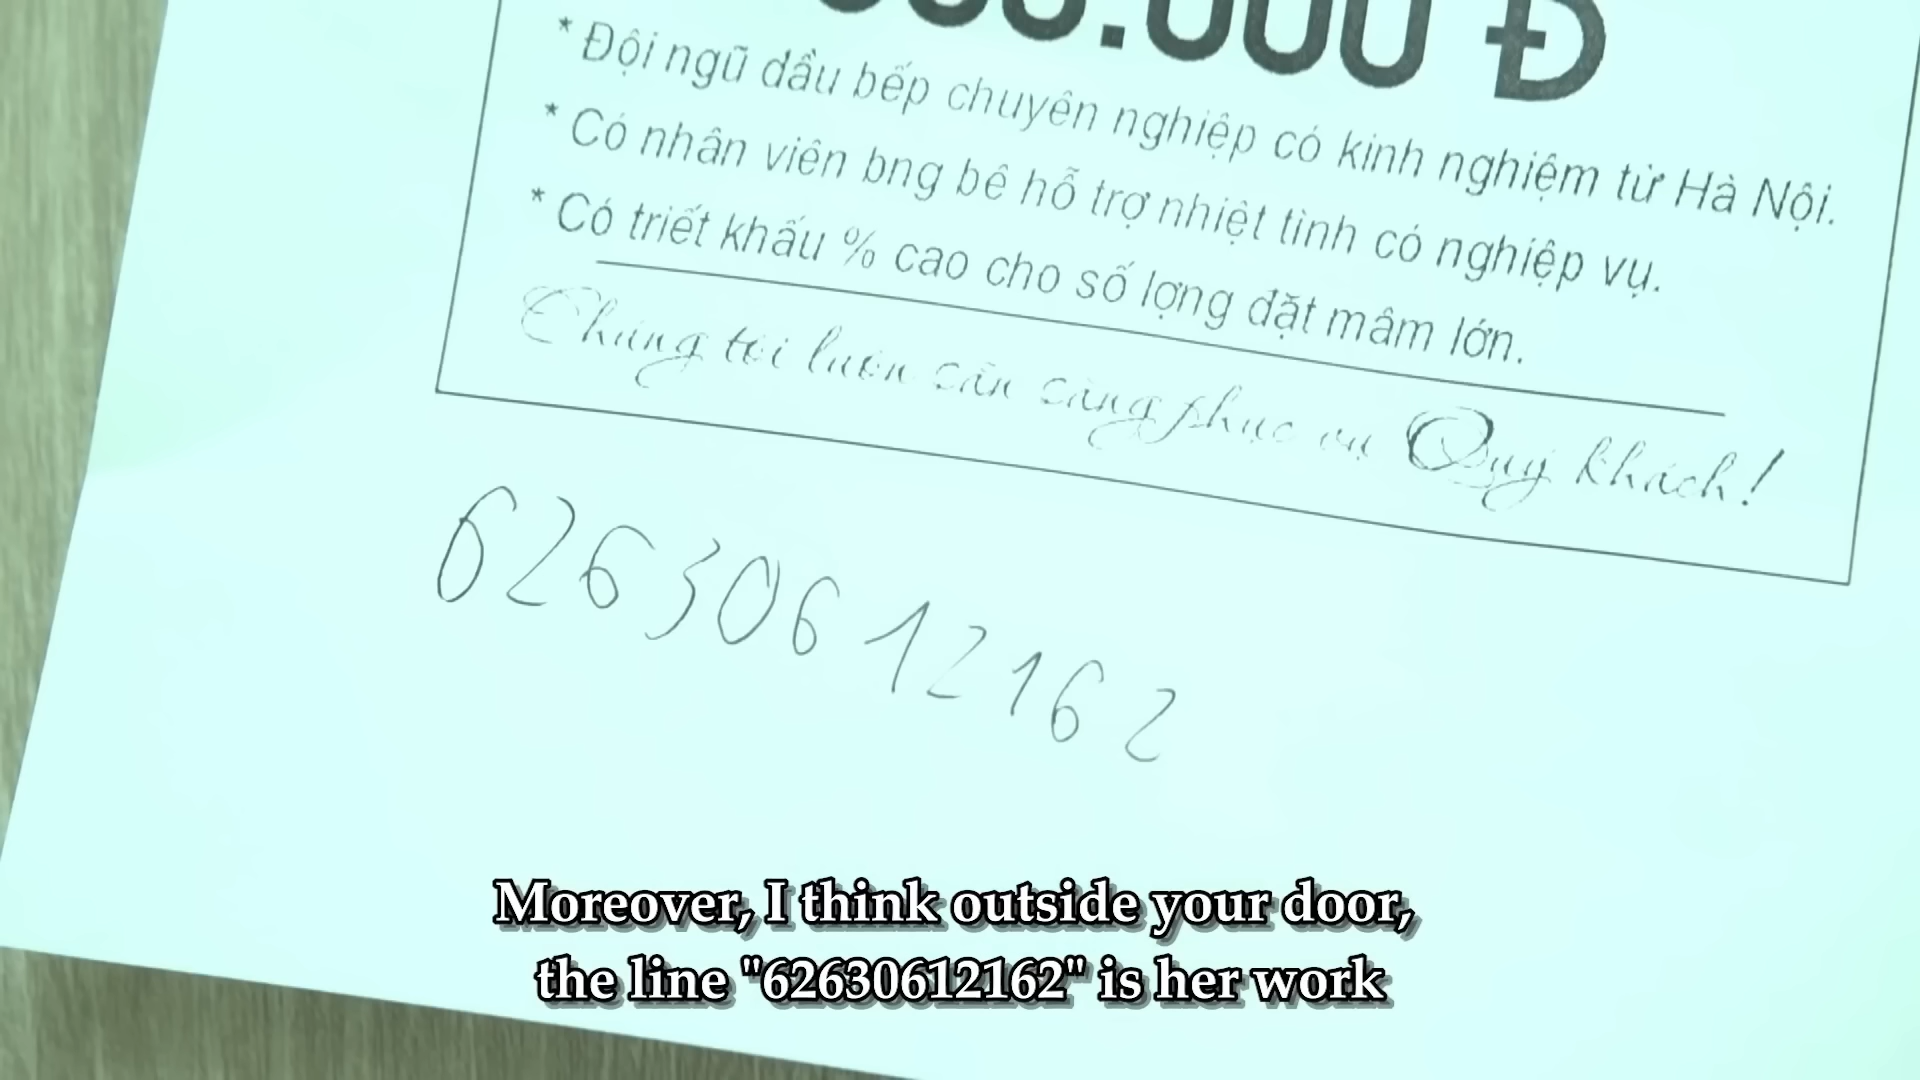 000.000 Đ
* Đội ngũ dầu bếp chuyên nghiệp có kinh nghiệm từ Hà Nội.
* Có nhân viên bng bê hỗ trợ nhiệt tình có nghiệp vụ.
* Có triết khấu % cao cho số lợng đặt mâm lớn.
Chúng tôi luôn sẵn sàng phục vụ Quý khách!
62630612162
Moreover, I think outside your door,
the line "62630612162" is her work